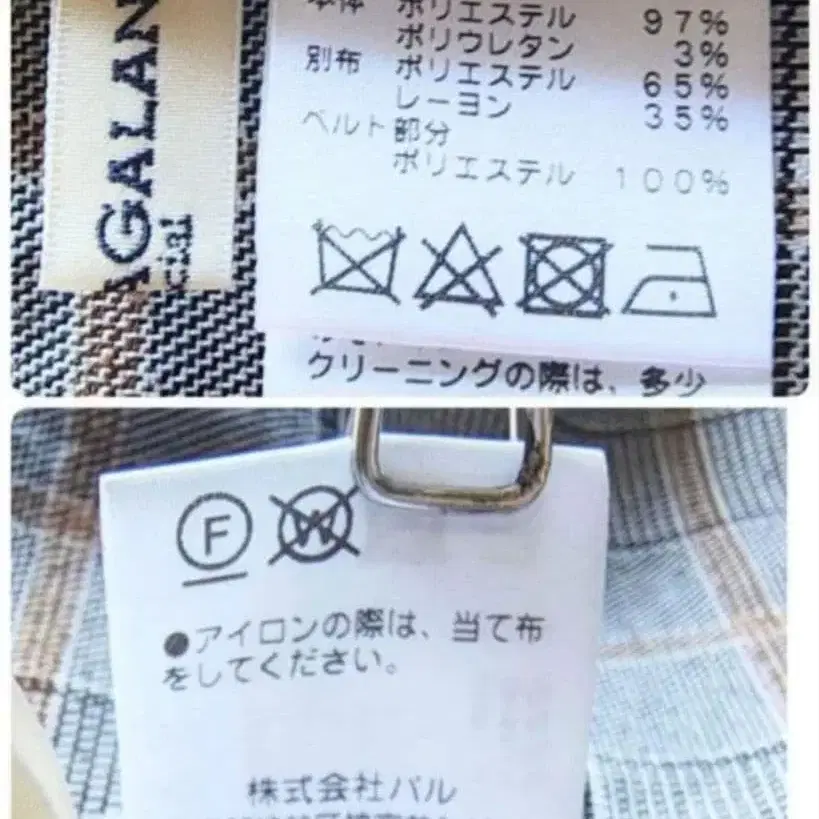 AGALAN
cial
本体 ポリエステル 97%
ポリウレタン 3%
別布 ポリエステル 65%
レーヨン 35%
ベルト部分
ポリエステル 100%
クリーニングの際は、多少
F W
●アイロンの際は、当て布
をしてください。
株式会社パル